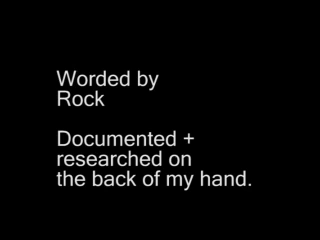 Worded by
Rock
Documented +
researched on
the back of my hand.